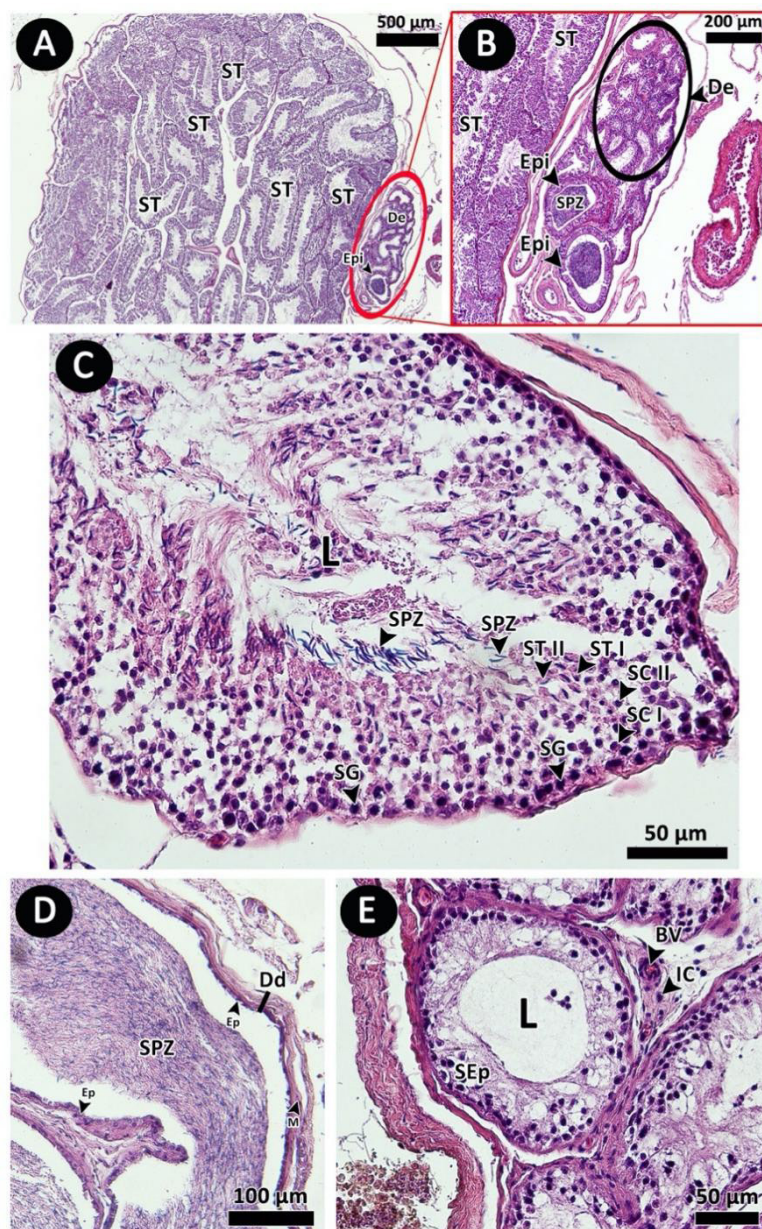 A
500 μm
ST
ST
ST
ST
ST
De
Epi
B
200 μm
ST
De
ST
Epi
SPZ
Epi
C
L
SPZ
SPZ
ST II
ST I
SC II
SC I
SG
SG
50 μm
D
Dd
Ep
SPZ
Ep
M
100 μm
E
BV
IC
L
SEp
50 μm